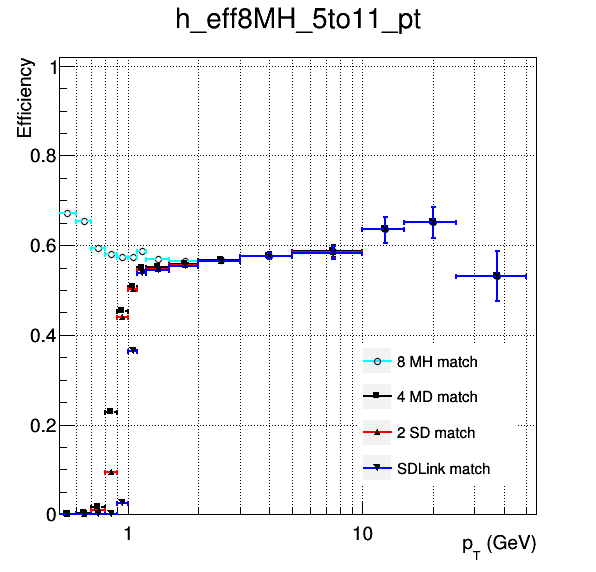 h_eff8MH_5to11_pt
Efficiency
1
0.8
0.6
0.4
0.2
0
8 MH match
4 MD match
2 SD match
SDLink match
1
10
p_T (GeV)